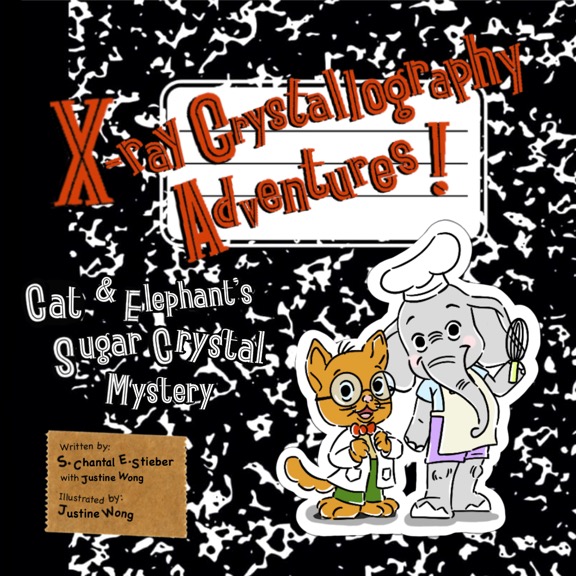 X-ray Crystallography
Adventures!
Cat & Elephant's
Sugar Crystal
Mystery
Written by:
S. Chantal E. Stieber
with Justine Wong
Illustrated by:
Justine Wong